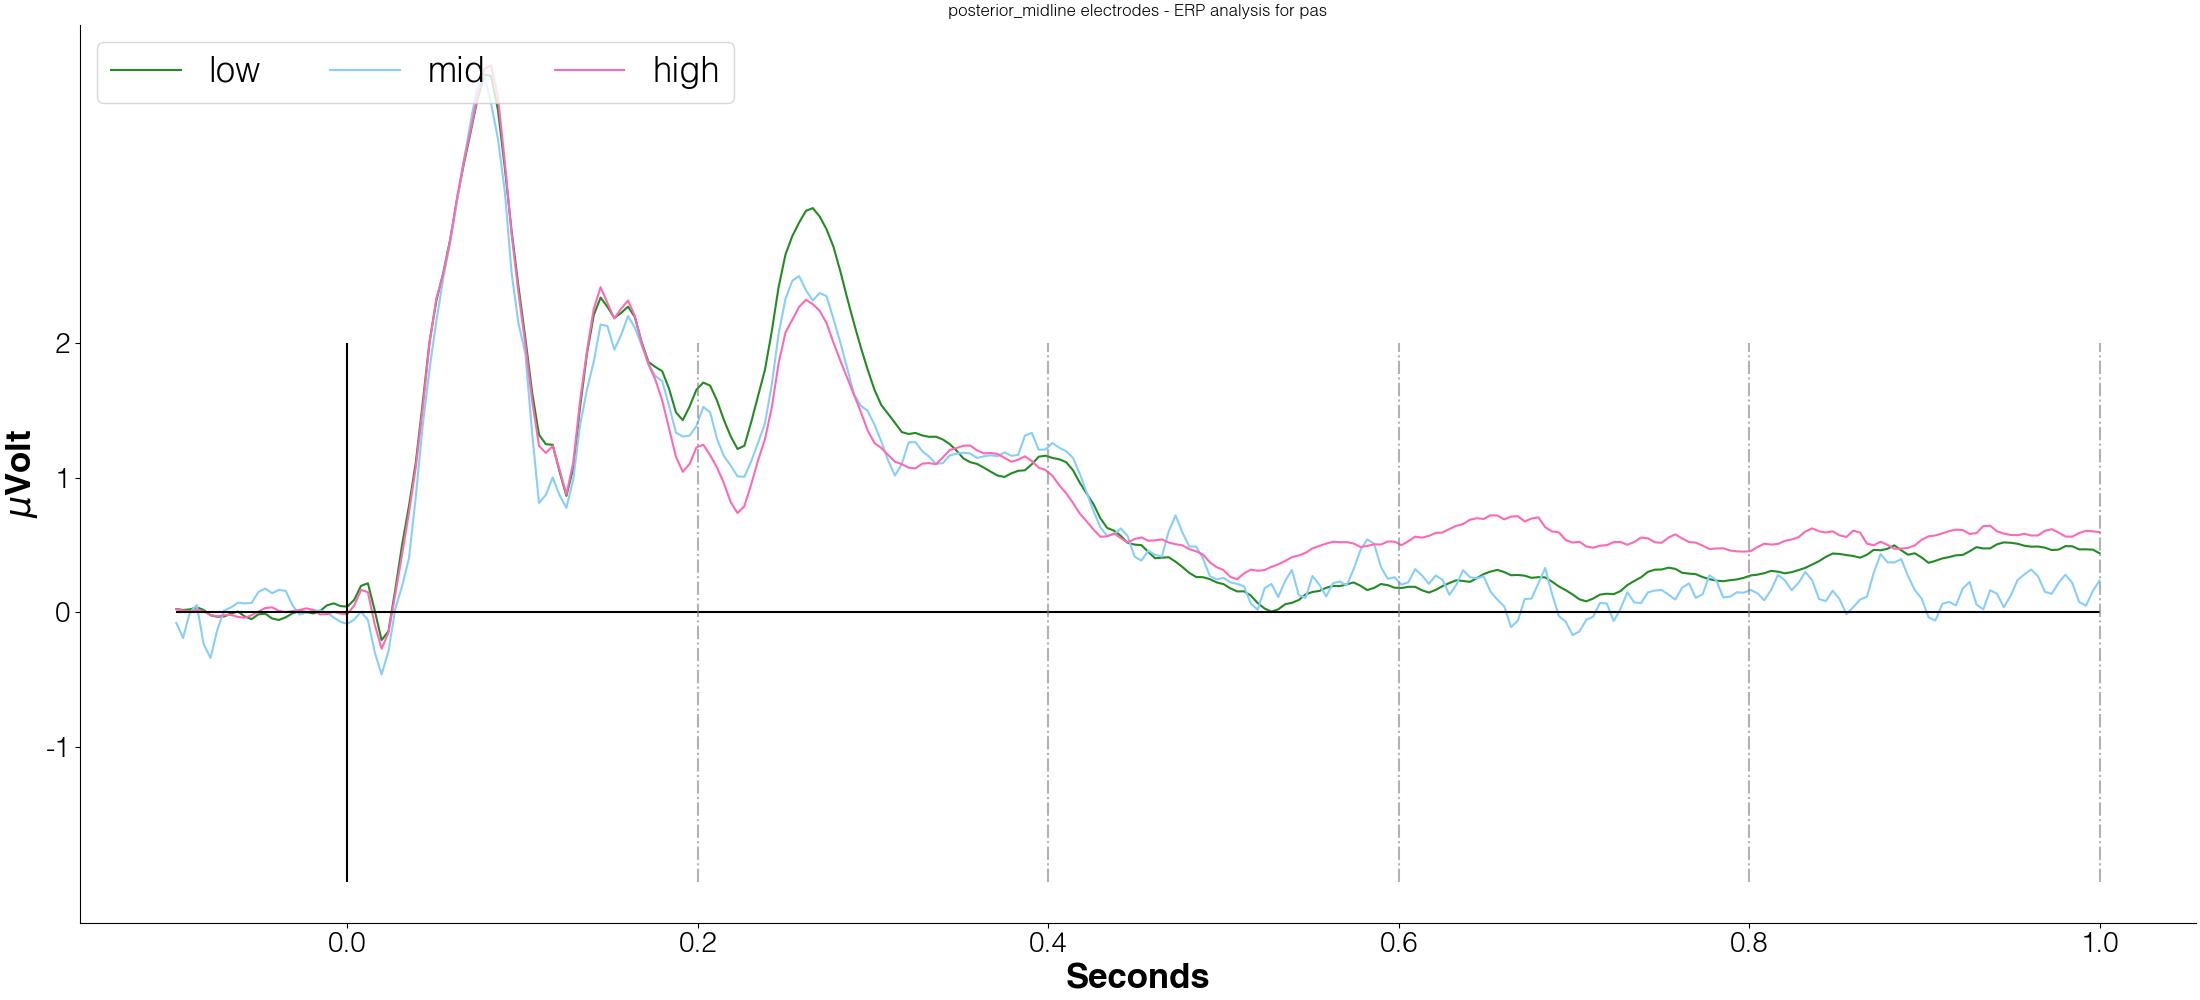 posterior_midline electrodes - ERP analysis for pas
low mid high
2
1
0
-1
µVolt
0.0 0.2 0.4 0.6 0.8 1.0
Seconds